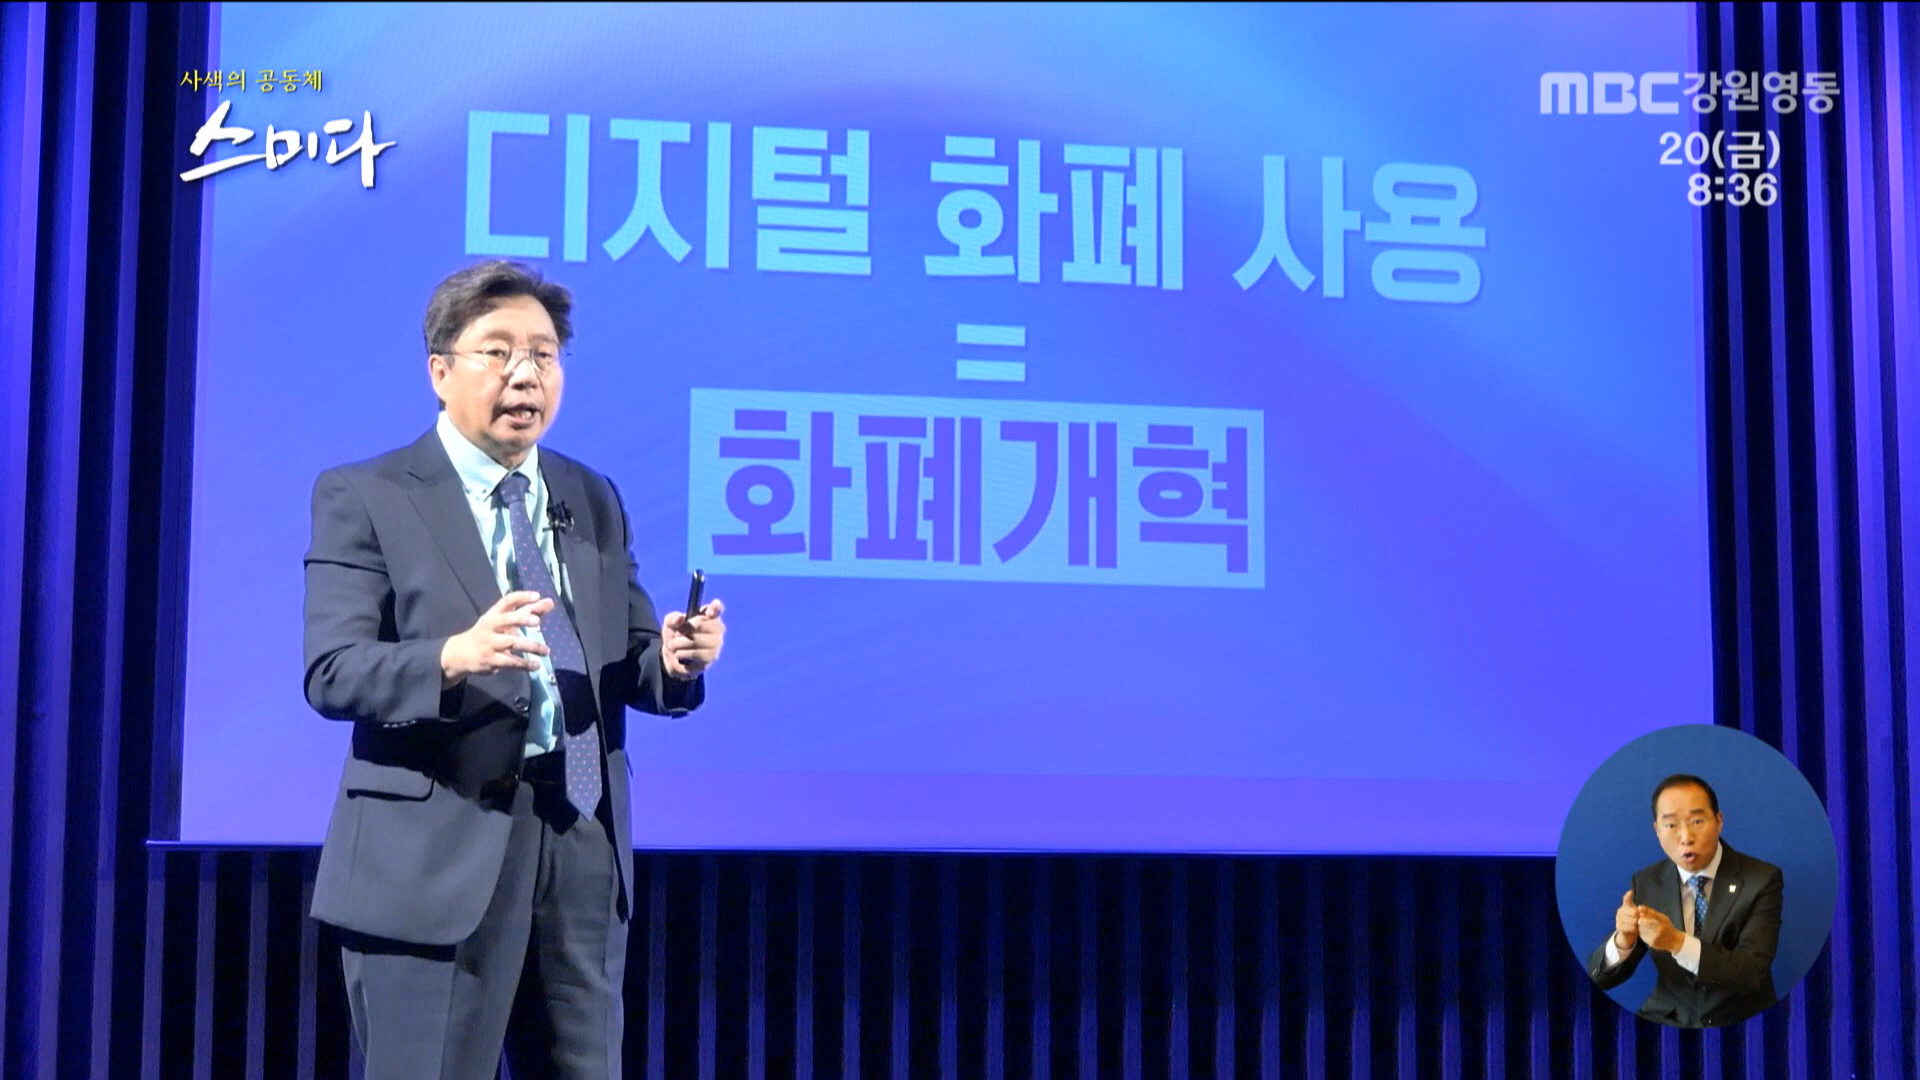 사색의 공동체
스미다
MBC강원영동
20(금)
8:36
디지털 화폐 사용
=
화폐개혁